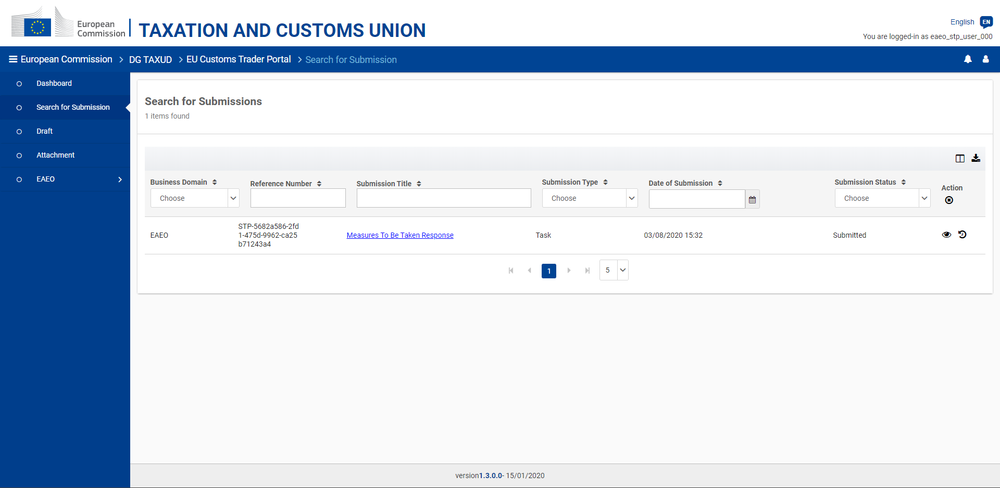 European
Commission
TAXATION AND CUSTOMS UNION
English EN
You are logged-in as eaeo_stp_user_000
European Commission DG TAXUD EU Customs Trader Portal Search for Submission
Dashboard
Search for Submission
Draft
Attachment
EAEO
Search for Submissions
1 items found
Business Domain Reference Number Submission Title Submission Type Date of Submission Submission Status Action
Choose Choose Choose
STP-5682a586-2fd
EAEO 1-475d-9962-ca25 Measures To Be Taken Response Task 03/08/2020 15:32 Submitted
b71243a4
1 5
version1.3.0.0- 15/01/2020